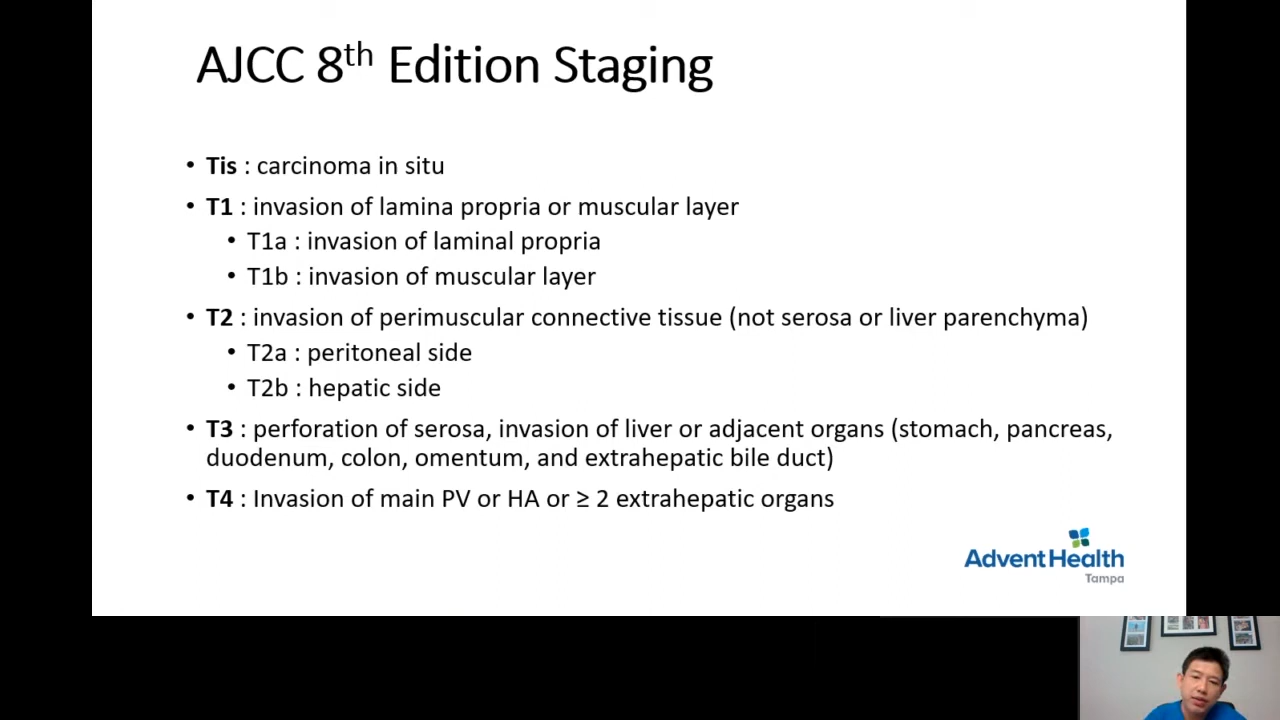 AJCC 8th Edition Staging
• Tis : carcinoma in situ
• T1 : invasion of lamina propria or muscular layer
• T1a : invasion of laminal propria
• T1b : invasion of muscular layer
• T2 : invasion of perimuscular connective tissue (not serosa or liver parenchyma)
• T2a : peritoneal side
• T2b : hepatic side
• T3 : perforation of serosa, invasion of liver or adjacent organs (stomach, pancreas,
duodenum, colon, omentum, and extrahepatic bile duct)
• T4 : Invasion of main PV or HA or ≥ 2 extrahepatic organs
AdventHealth
Tampa